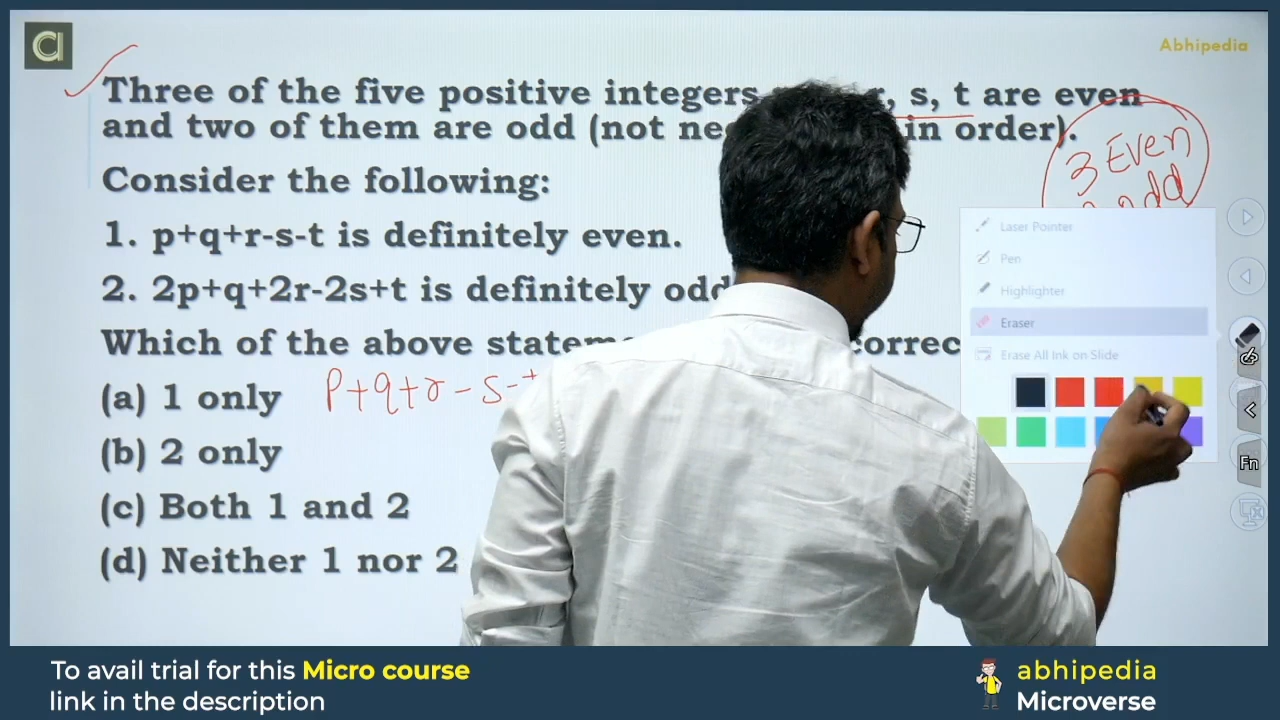 Abhipedia
Three of the five positive integers r, s, t are even
and two of them are odd (not in order).
3 Even
odd
Consider the following:
1. p+q+r-s-t is definitely even.
2. 2p+q+2r-2s+t is definitely odd
Which of the above correc
(a) 1 only
p+q+r-s-t
(b) 2 only
(c) Both 1 and 2
(d) Neither 1 nor 2
Laser Pointer
Pen
Highlighter
Eraser
Erase All Ink on Slide
Fn
To avail trial for this Micro course
link in the description
abhipedia
Microverse